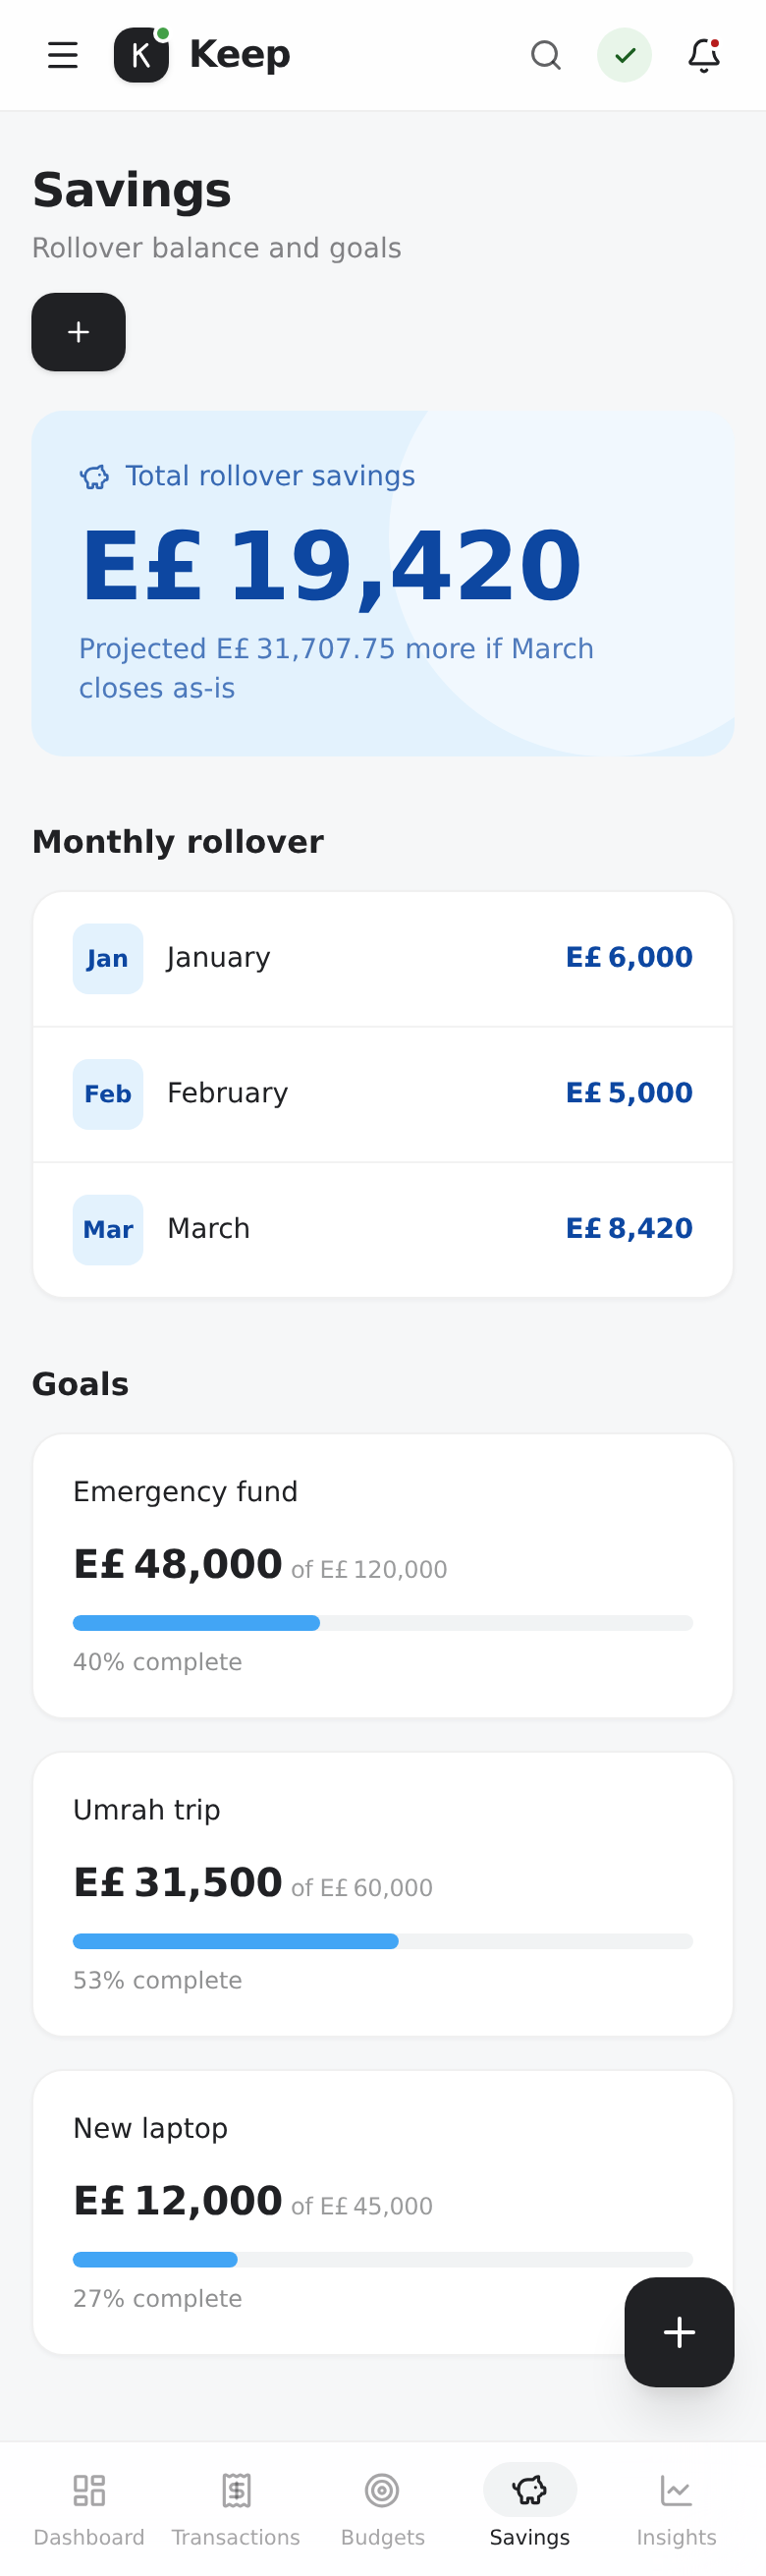 K Keep
Savings
Rollover balance and goals
+
Total rollover savings
E£ 19,420
Projected E£ 31,707.75 more if March
closes as-is
Monthly rollover
Jan January E£ 6,000
Feb February E£ 5,000
Mar March E£ 8,420
Goals
Emergency fund
E£ 48,000 of E£ 120,000
40% complete
Umrah trip
E£ 31,500 of E£ 60,000
53% complete
New laptop
E£ 12,000 of E£ 45,000
27% complete
+
Dashboard Transactions Budgets Savings Insights